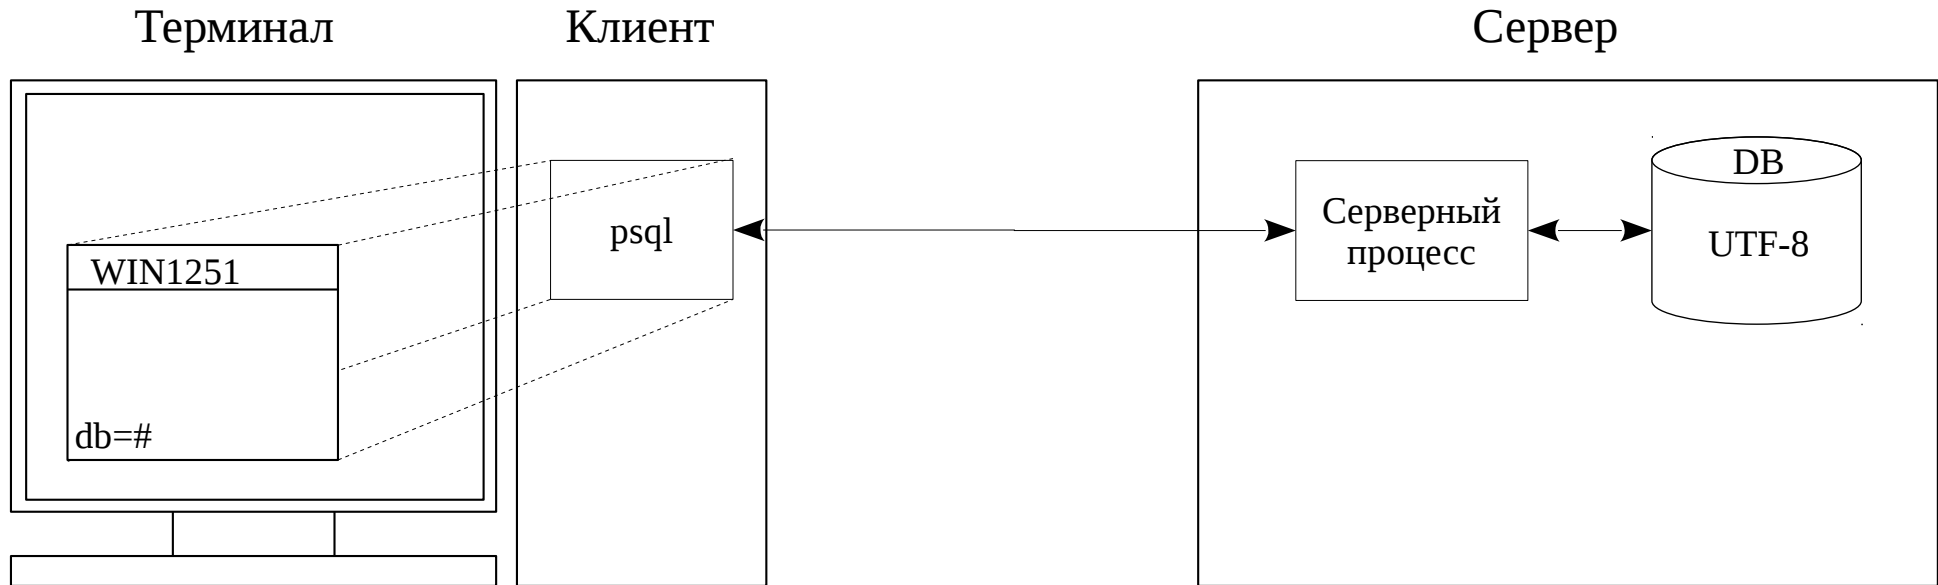 Терминал
Клиент
Сервер
WIN1251
db=#
psql
Серверный
процесс
DB
UTF-8